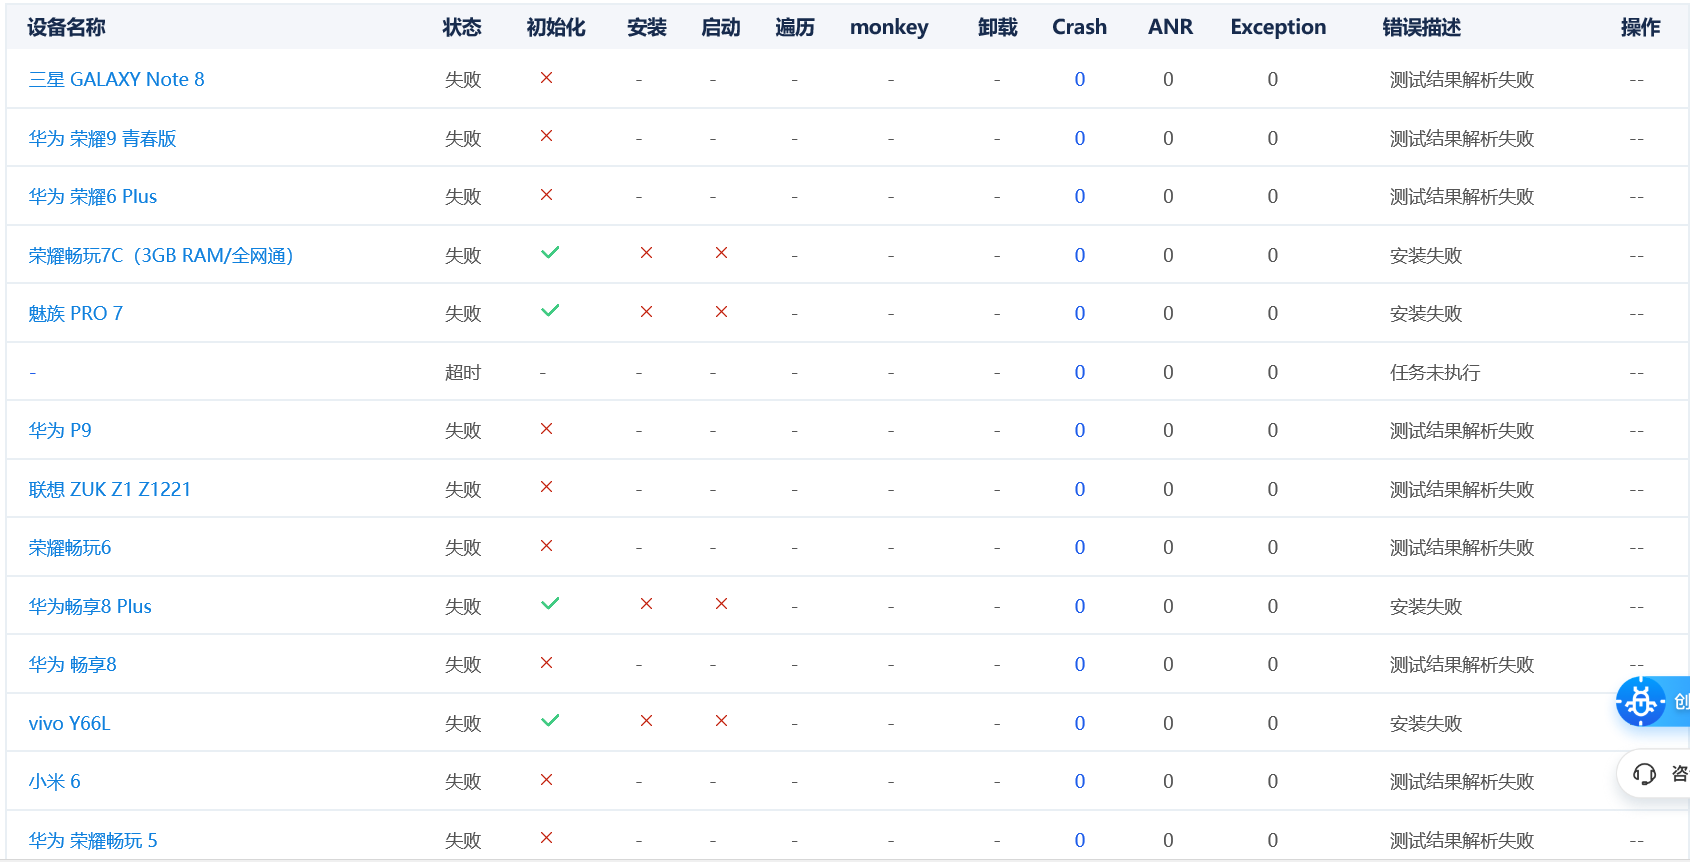 设备名称 状态 初始化 安装 启动 遍历 monkey 卸载 Crash ANR Exception 错误描述 操作
三星 GALAXY Note 8 失败 - - - - - 0 0 0 测试结果解析失败 --
华为 荣耀9 青春版 失败 - - - - - 0 0 0 测试结果解析失败 --
华为 荣耀6 Plus 失败 - - - - - 0 0 0 测试结果解析失败 --
荣耀畅玩7C（3GB RAM/全网通） 失败 - - - 0 0 0 安装失败 --
魅族 PRO 7 失败 - - - 0 0 0 安装失败 --
- 超时 - - - - - - 0 0 0 任务未执行 --
华为 P9 失败 - - - - - 0 0 0 测试结果解析失败 --
联想 ZUK Z1 Z1221 失败 - - - - - 0 0 0 测试结果解析失败 --
荣耀畅玩6 失败 - - - - - 0 0 0 测试结果解析失败 --
华为畅享8 Plus 失败 - - - 0 0 0 安装失败 --
华为 畅享8 失败 - - - - - 0 0 0 测试结果解析失败 --
创
vivo Y66L 失败 - - - 0 0 0 安装失败
小米 6 失败 - - - - - 0 0 0 测试结果解析失败
咨
华为 荣耀畅玩 5 失败 - - - - - 0 0 0 测试结果解析失败 --